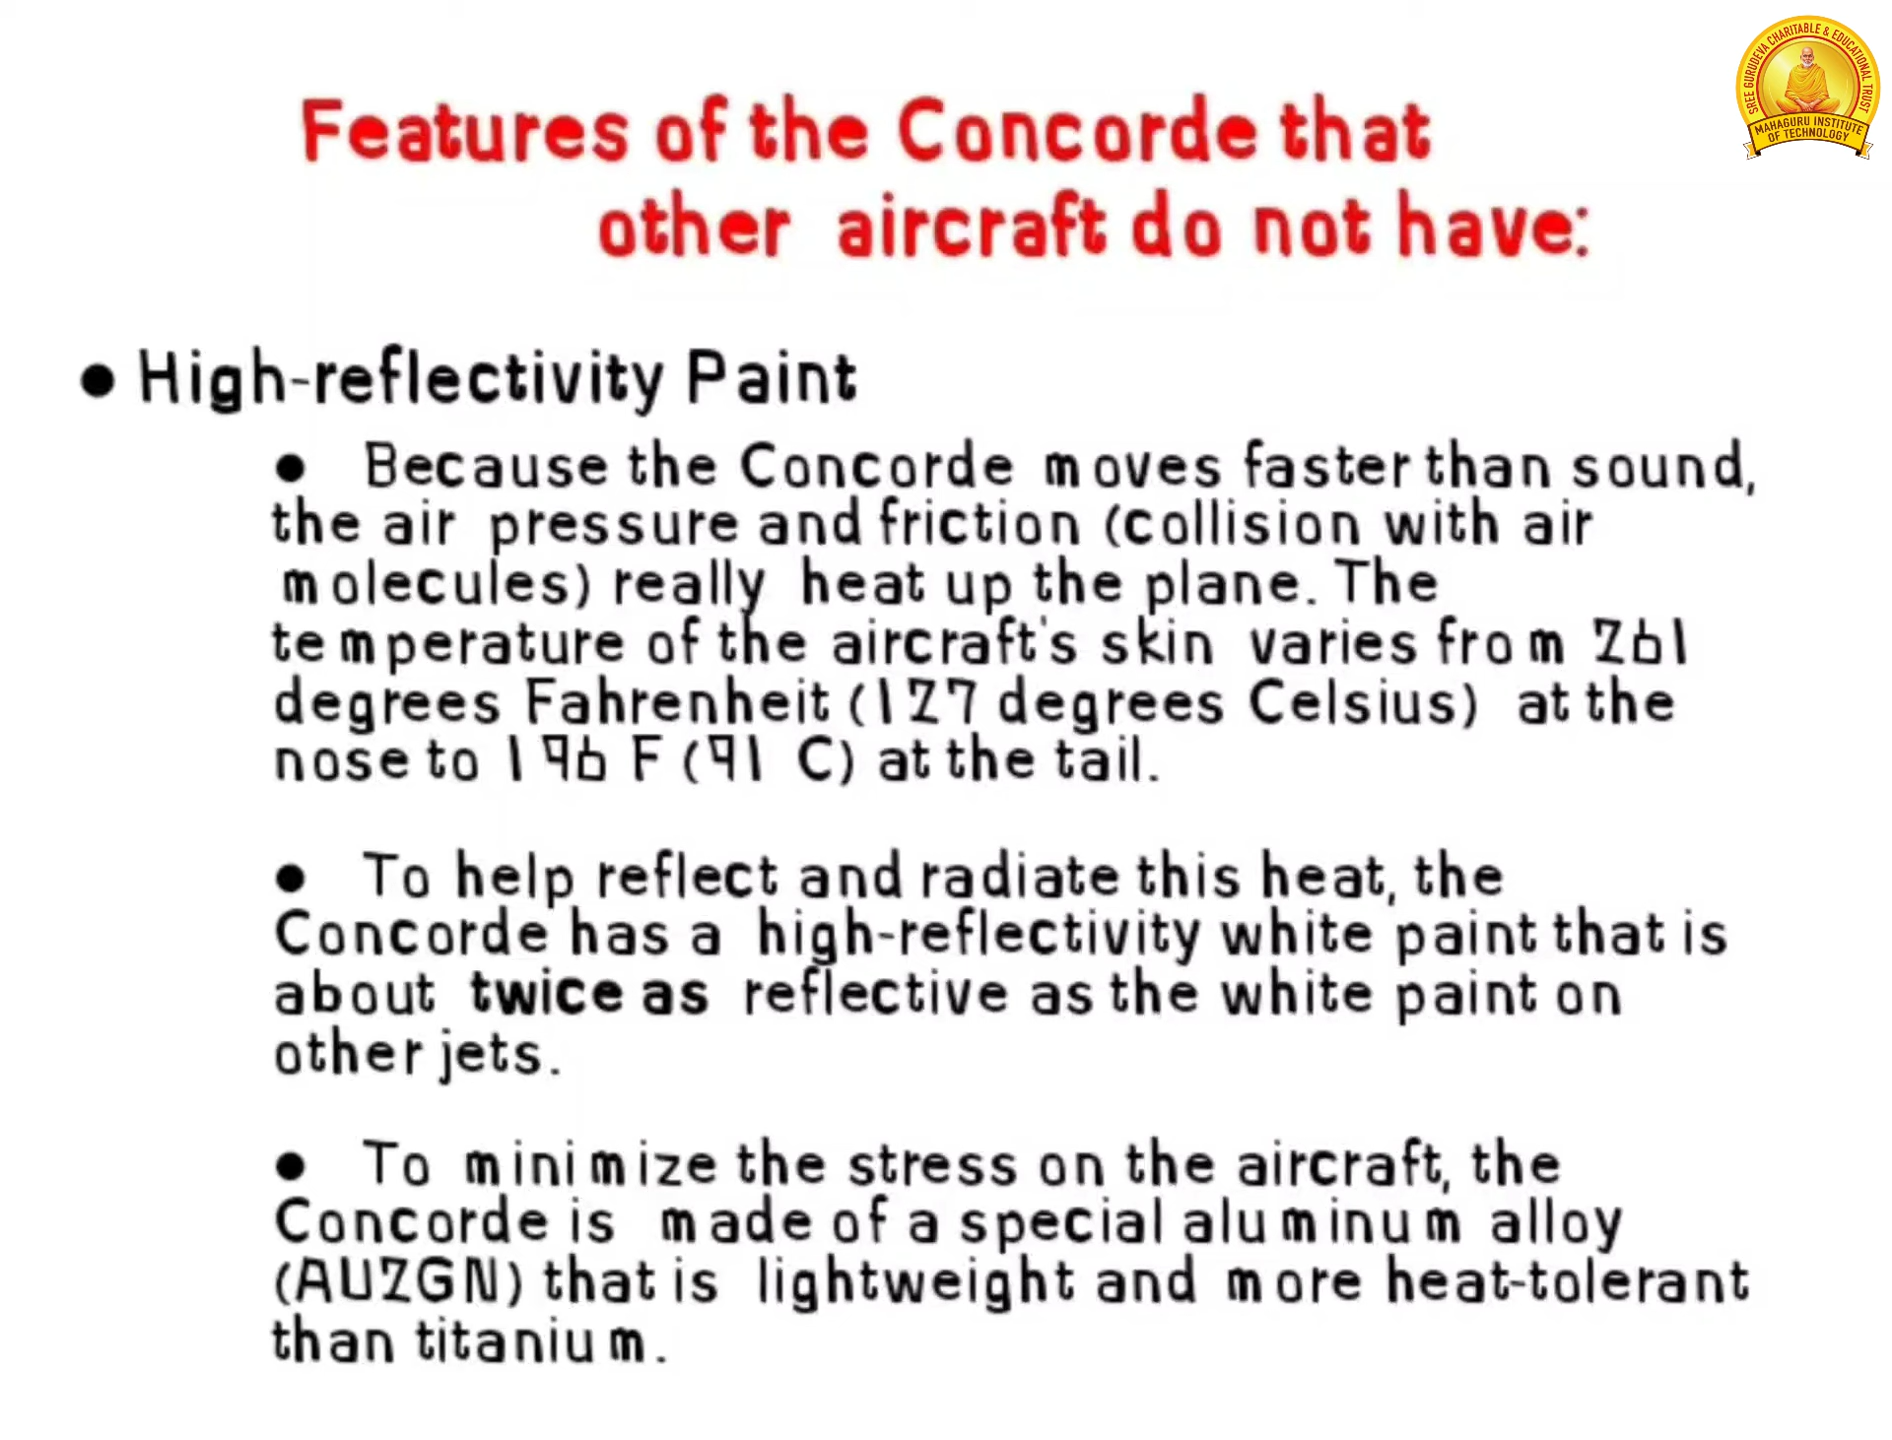 SREE GURUDEVA CHARITABLE & EDUCATIONAL TRUST
MAHAGURU INSTITUTE
OF TECHNOLOGY
Features of the Concorde that
other aircraft do not have:
● High-reflectivity Paint
● Because the Concorde moves faster than sound,
the air pressure and friction (collision with air
molecules) really heat up the plane. The
temperature of the aircraft's skin varies from 261
degrees Fahrenheit (127 degrees Celsius) at the
nose to 196 F (91 C) at the tail.
● To help reflect and radiate this heat, the
Concorde has a high-reflectivity white paint that is
about twice as reflective as the white paint on
other jets.
● To minimize the stress on the aircraft, the
Concorde is made of a special aluminum alloy
(AU2GN) that is lightweight and more heat-tolerant
than titanium.